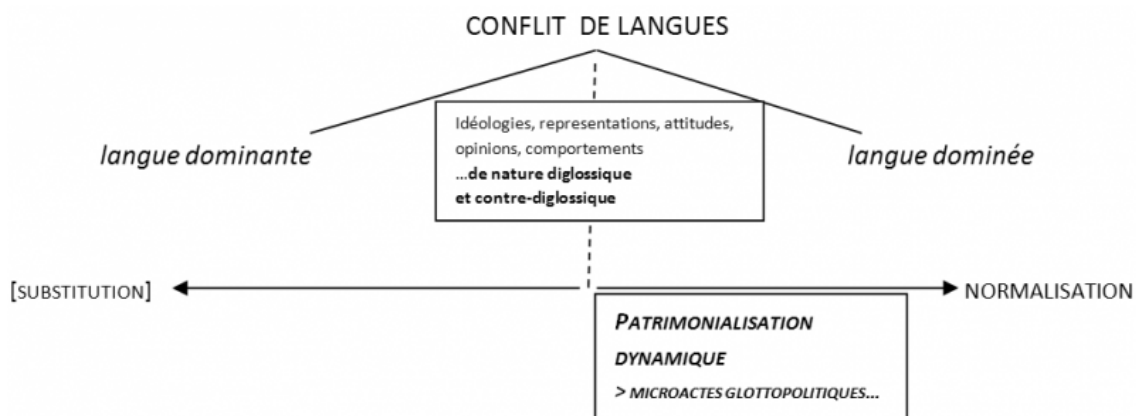 CONFLIT DE LANGUES
langue dominante
Idéologies, representations, attitudes,
opinions, comportements
...de nature diglossique
et contre-diglossique
langue dominée
[SUBSTITUTION]
NORMALISATION
PATRIMONIALISATION
DYNAMIQUE
> MICROACTES GLOTTOPOLITIQUES...